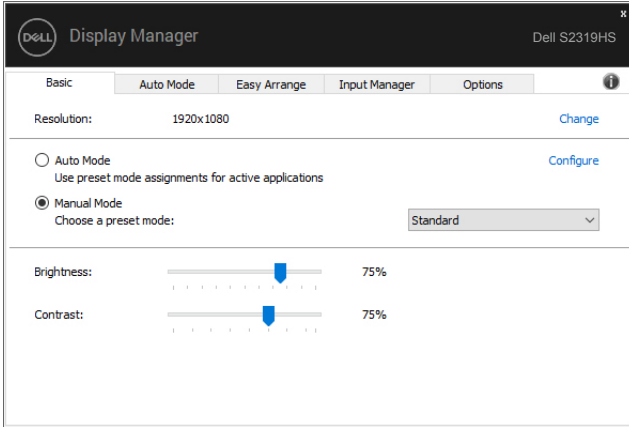 x
DELL Display Manager Dell S2319HS
Basic Auto Mode Easy Arrange Input Manager Options i
Resolution: 1920x1080 Change
Auto Mode Configure
Use preset mode assignments for active applications
Manual Mode
Choose a preset mode: Standard
Brightness: 75%
Contrast: 75%